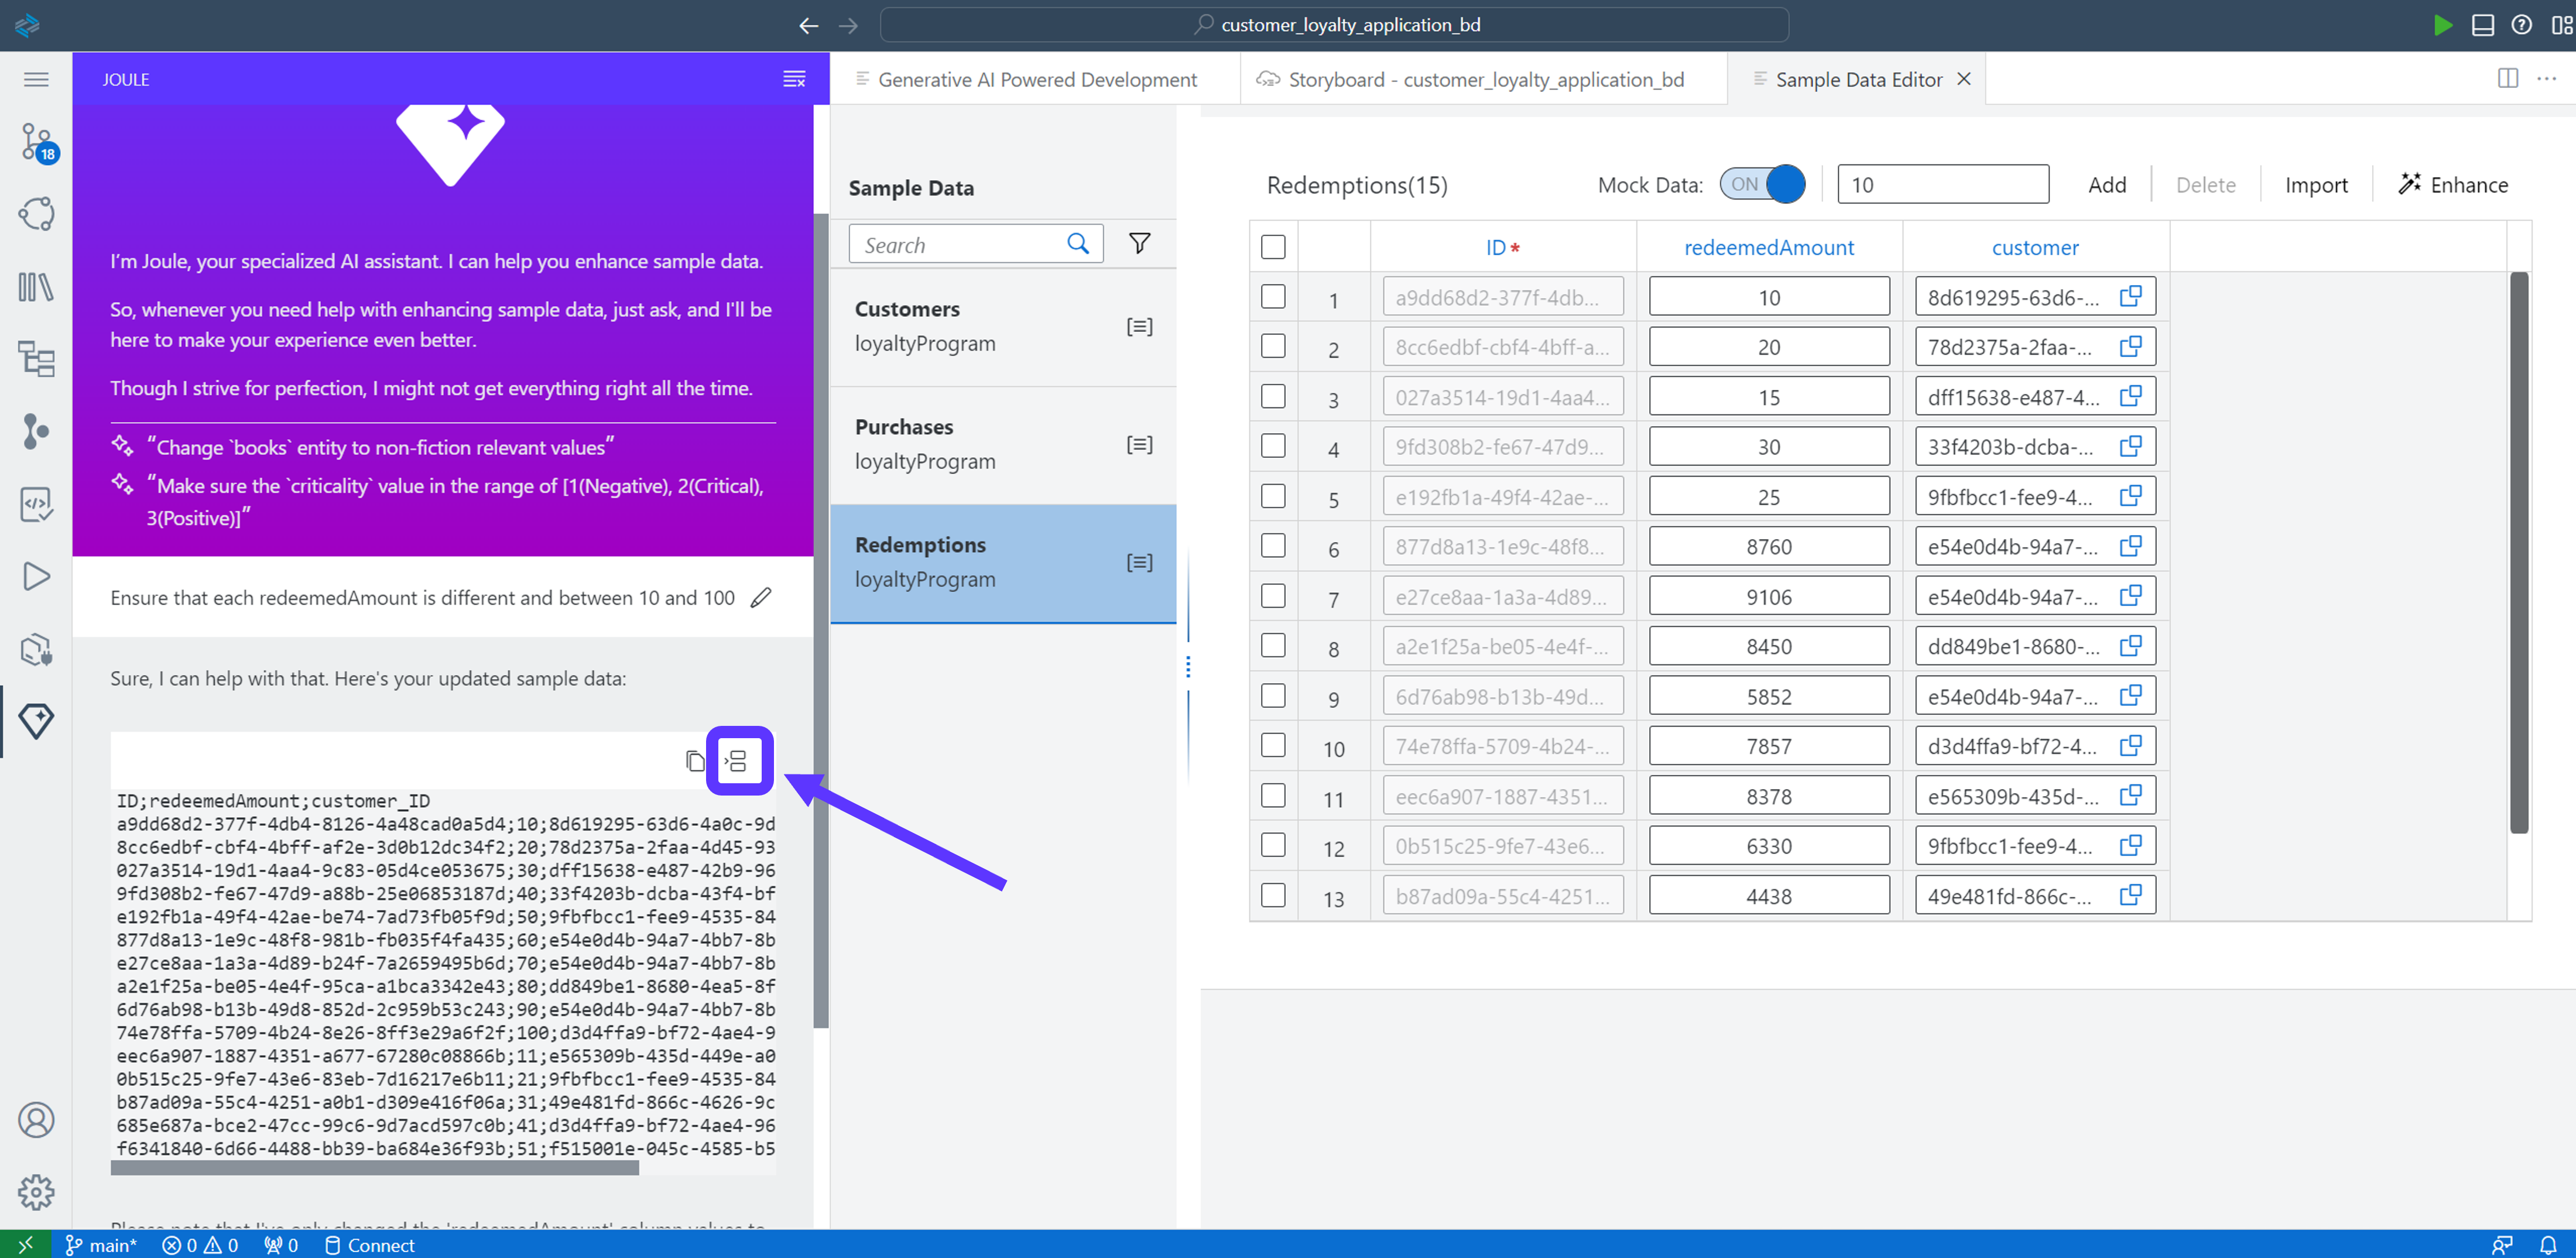 customer_loyalty_application_bd
JOULE
Generative AI Powered Development
Storyboard - customer_loyalty_application_bd
Sample Data Editor
18
I'm Joule, your specialized AI assistant. I can help you enhance sample data.
So, whenever you need help with enhancing sample data, just ask, and I'll be
here to make your experience even better.
Though I strive for perfection, I might not get everything right all the time.
"Change `books` entity to non-fiction relevant values"
"Make sure the `criticality` value in the range of [1(Negative), 2(Critical),
3(Positive)]"
Ensure that each redeemedAmount is different and between 10 and 100
Sure, I can help with that. Here's your updated sample data:
ID;redeemedAmount;customer_ID
a9dd68d2-377f-4db4-8126-4a48cad0a5d4;10;8d619295-63d6-4a0c-9d
8cc6edbf-cbf4-4bff-af2e-3d0b12dc34f2;20;78d2375a-2faa-4d45-93
027a3514-19d1-4aa4-9c83-05d4ce053675;30;dff15638-e487-42b9-96
9fd308b2-fe67-47d9-a88b-25e06853187d;40;33f4203b-dcba-43f4-bf
e192fb1a-49f4-42ae-be74-7ad73fb05f9d;50;9fbfbcc1-fee9-4535-84
877d8a13-1e9c-48f8-981b-fb035f4fa435;60;e54e0d4b-94a7-4bb7-8b
e27ce8aa-1a3a-4d89-b24f-7a2659495b6d;70;e54e0d4b-94a7-4bb7-8b
a2e1f25a-be05-4e4f-95ca-a1bca3342e43;80;dd849be1-8680-4ea5-8f
6d76ab98-b13b-49d8-852d-2c959b53c243;90;e54e0d4b-94a7-4bb7-8b
74e78ffa-5709-4b24-8e26-8ff3e29a6f2f;100;d3d4ffa9-bf72-4ae4-9
eec6a907-1887-4351-a677-67280c08866b;11;e565309b-435d-449e-a0
0b515c25-9fe7-43e6-83eb-7d16217e6b11;21;9fbfbcc1-fee9-4535-84
b87ad09a-55c4-4251-a0b1-d309e416f06a;31;49e481fd-866c-4626-9c
685e687a-bce2-47cc-99c6-9d7acd597c0b;41;d3d4ffa9-bf72-4ae4-96
f6341840-6d66-4488-bb39-ba684e36f93b;51;f515001e-045c-4585-b5
Please note that I've only changed the 'redeemedAmount' column values to
Sample Data
Search
Customers
loyaltyProgram
Purchases
loyaltyProgram
Redemptions
loyaltyProgram
Redemptions(15)
Mock Data: ON
10
Add
Delete
Import
Enhance
ID* redeemedAmount customer
1 a9dd68d2-377f-4db... 10 8d619295-63d6-...
2 8cc6edbf-cbf4-4bff-a... 20 78d2375a-2faa-...
3 027a3514-19d1-4aa4... 15 dff15638-e487-4...
4 9fd308b2-fe67-47d9... 30 33f4203b-dcba-...
5 e192fb1a-49f4-42ae-... 25 9fbfbcc1-fee9-4...
6 877d8a13-1e9c-48f8... 8760 e54e0d4b-94a7-...
7 e27ce8aa-1a3a-4d89... 9106 e54e0d4b-94a7-...
8 a2e1f25a-be05-4e4f-... 8450 dd849be1-8680-...
9 6d76ab98-b13b-49d... 5852 e54e0d4b-94a7-...
10 74e78ffa-5709-4b24-... 7857 d3d4ffa9-bf72-4...
11 eec6a907-1887-4351... 8378 e565309b-435d-...
12 0b515c25-9fe7-43e6... 6330 9fbfbcc1-fee9-4...
13 b87ad09a-55c4-4251... 4438 49e481fd-866c-...
main* 0 0 0 Connect